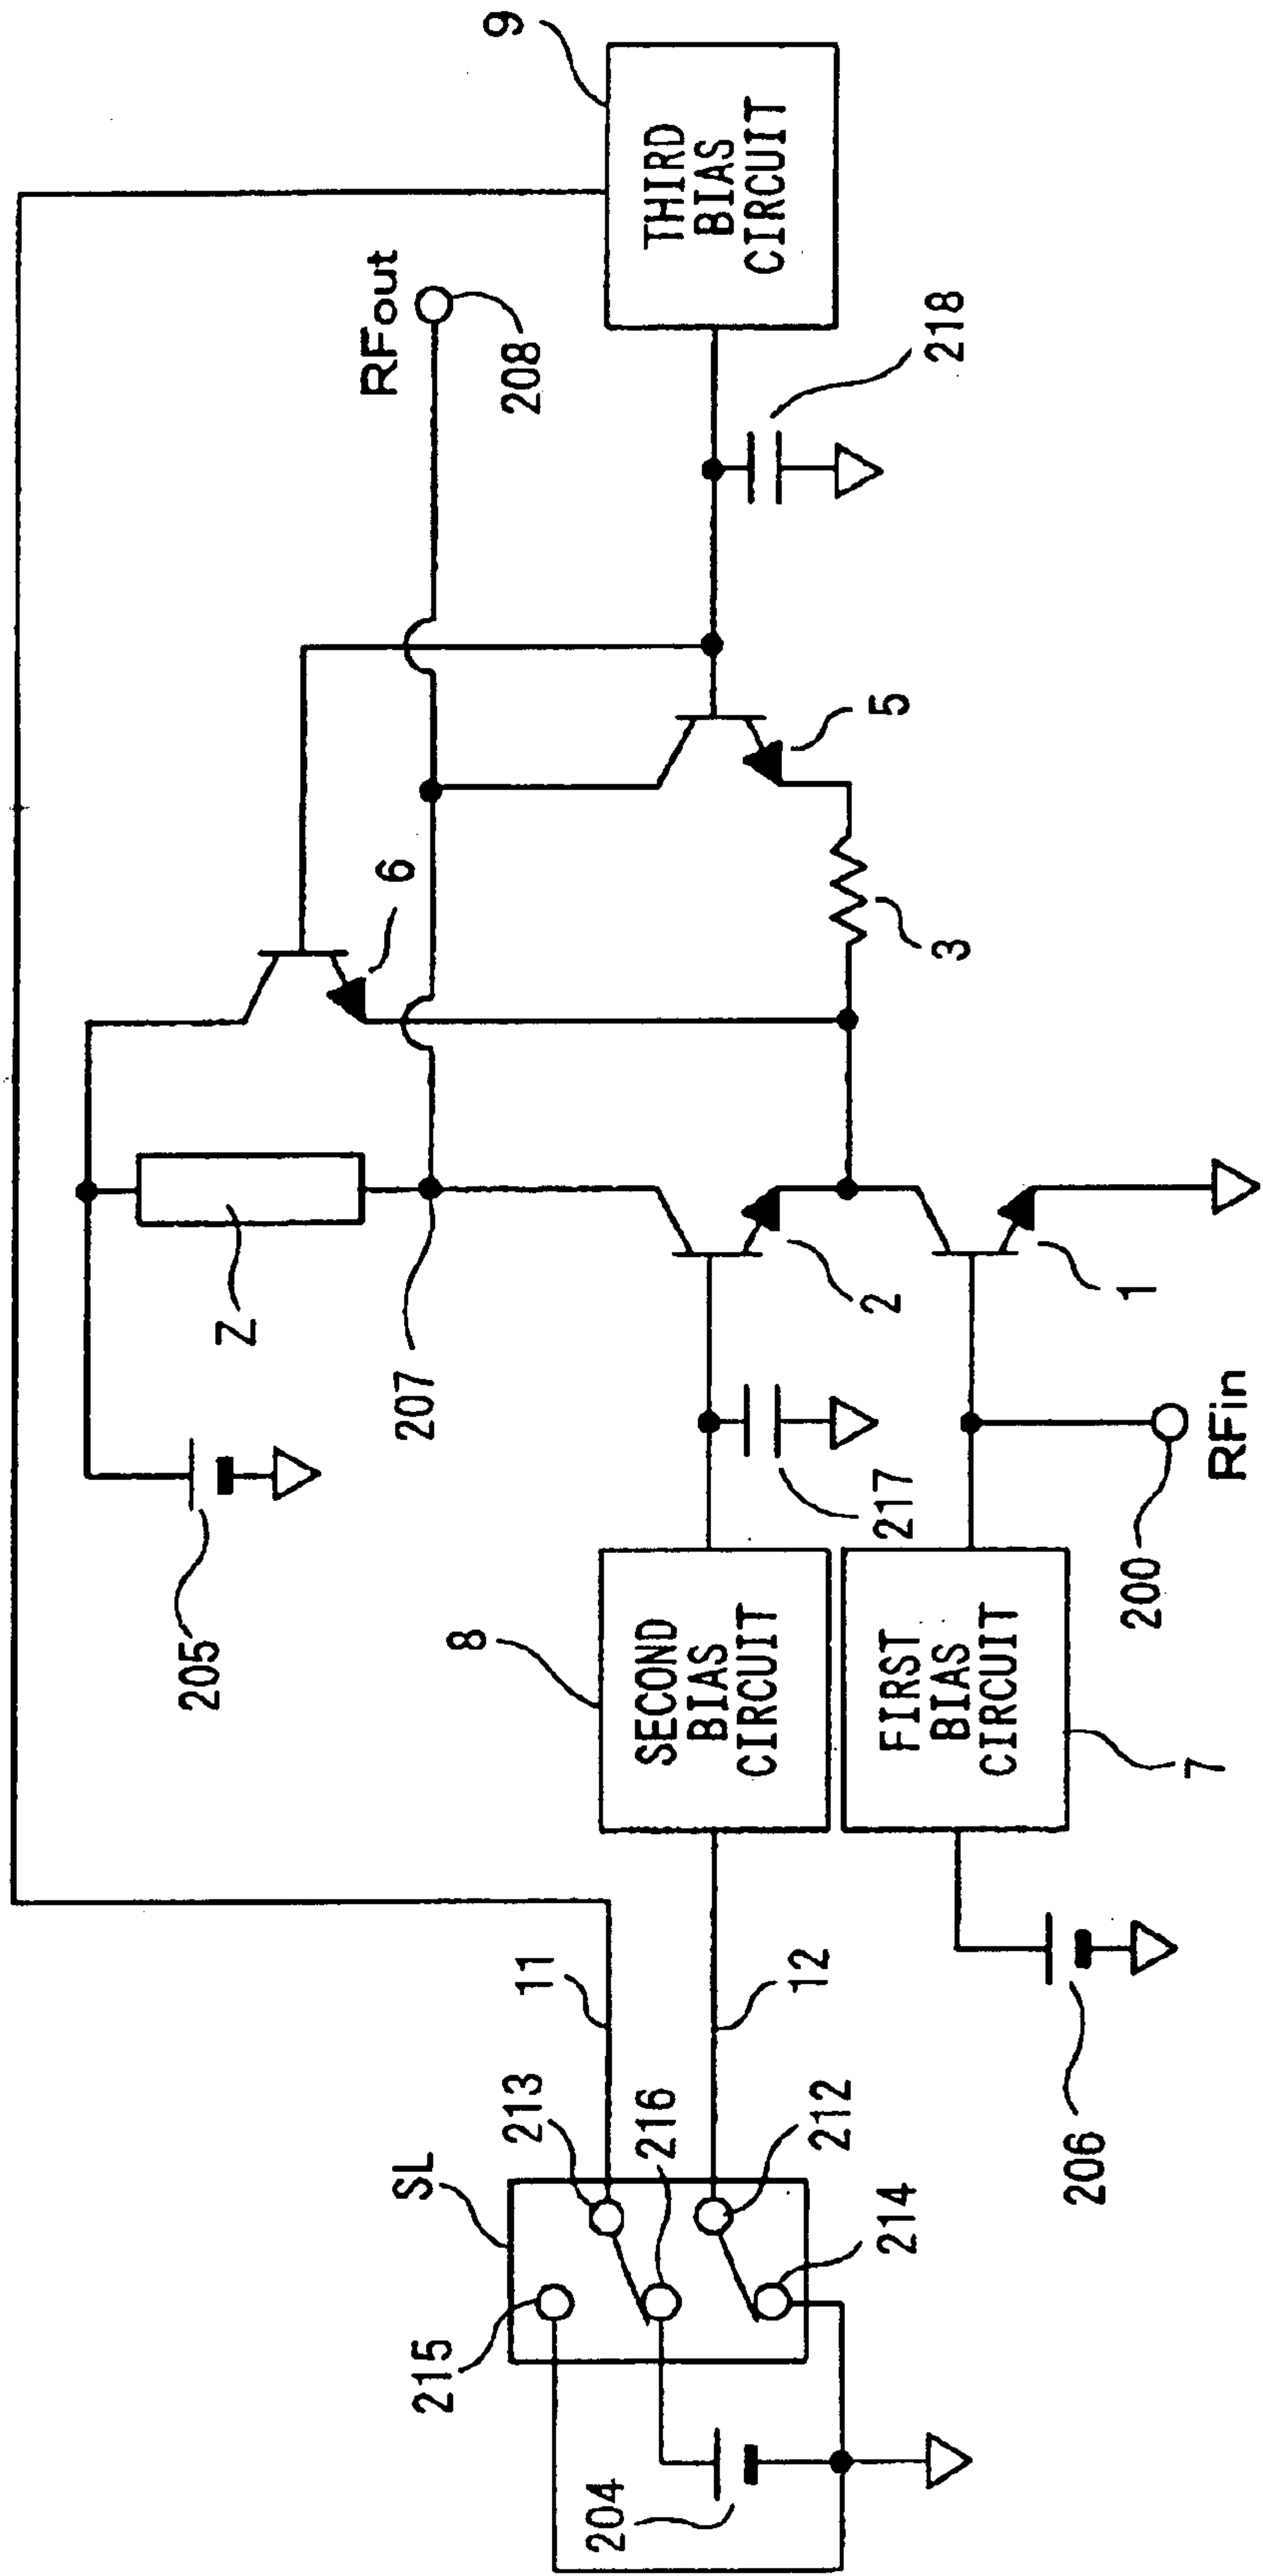 9
THIRD
BIAS
CIRCUIT
RFout
208
218
5
6
3
Z
207
2
1
205
217
RFin
200
8
SECOND
BIAS
CIRCUIT
FIRST
BIAS
CIRCUIT
7
11
12
206
SL
213
216
212
214
215
204